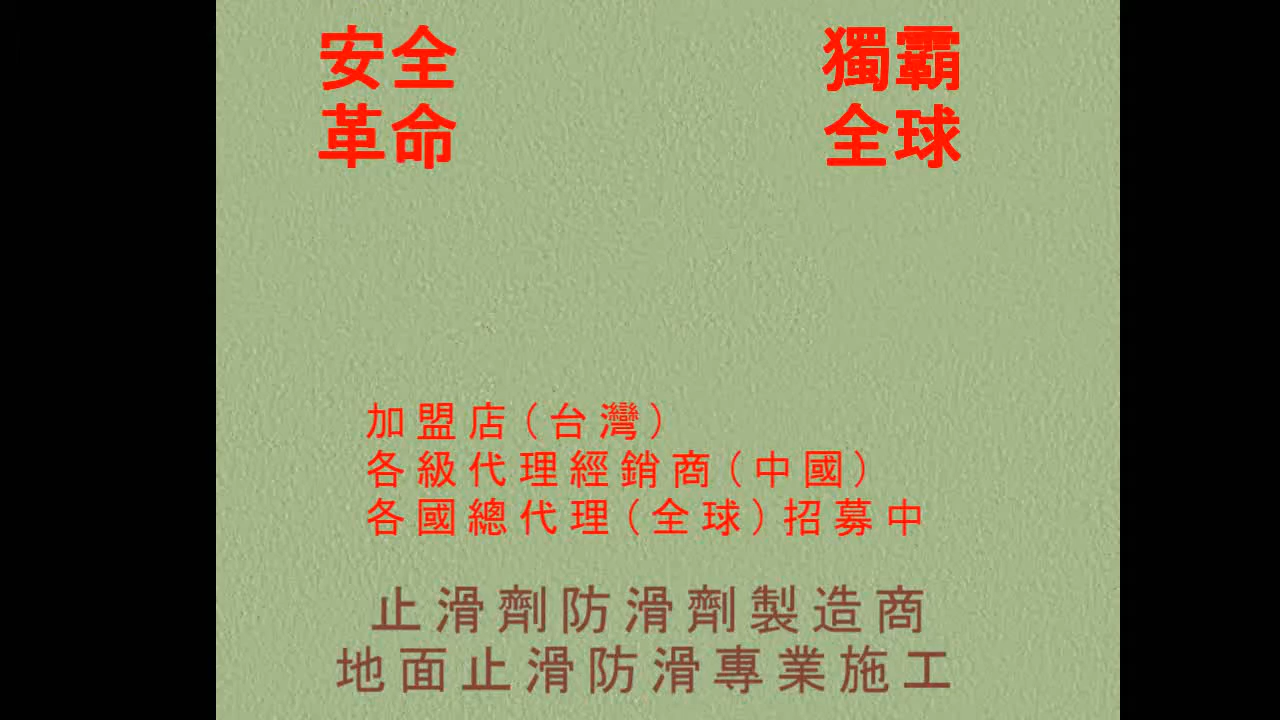 安全
革命
獨霸
全球
加盟店(台灣)
各級代理經銷商(中國)
各國總代理(全球)招募中
止滑劑防滑劑製造商
地面止滑防滑專業施工